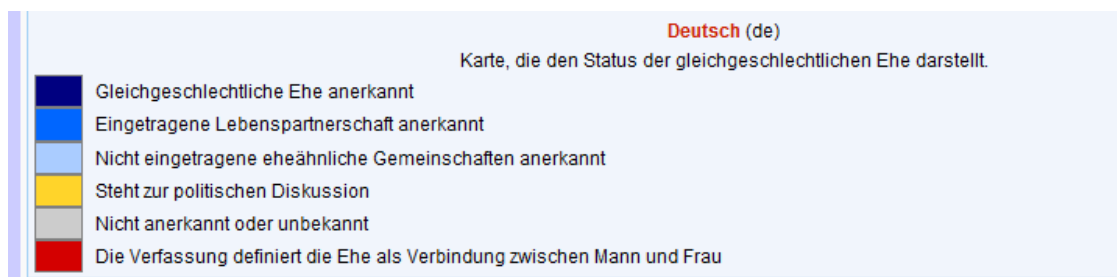 Deutsch (de)
Karte, die den Status der gleichgeschlechtlichen Ehe darstellt.
Gleichgeschlechtliche Ehe anerkannt
Eingetragene Lebenspartnerschaft anerkannt
Nicht eingetragene eheähnliche Gemeinschaften anerkannt
Steht zur politischen Diskussion
Nicht anerkannt oder unbekannt
Die Verfassung definiert die Ehe als Verbindung zwischen Mann und Frau